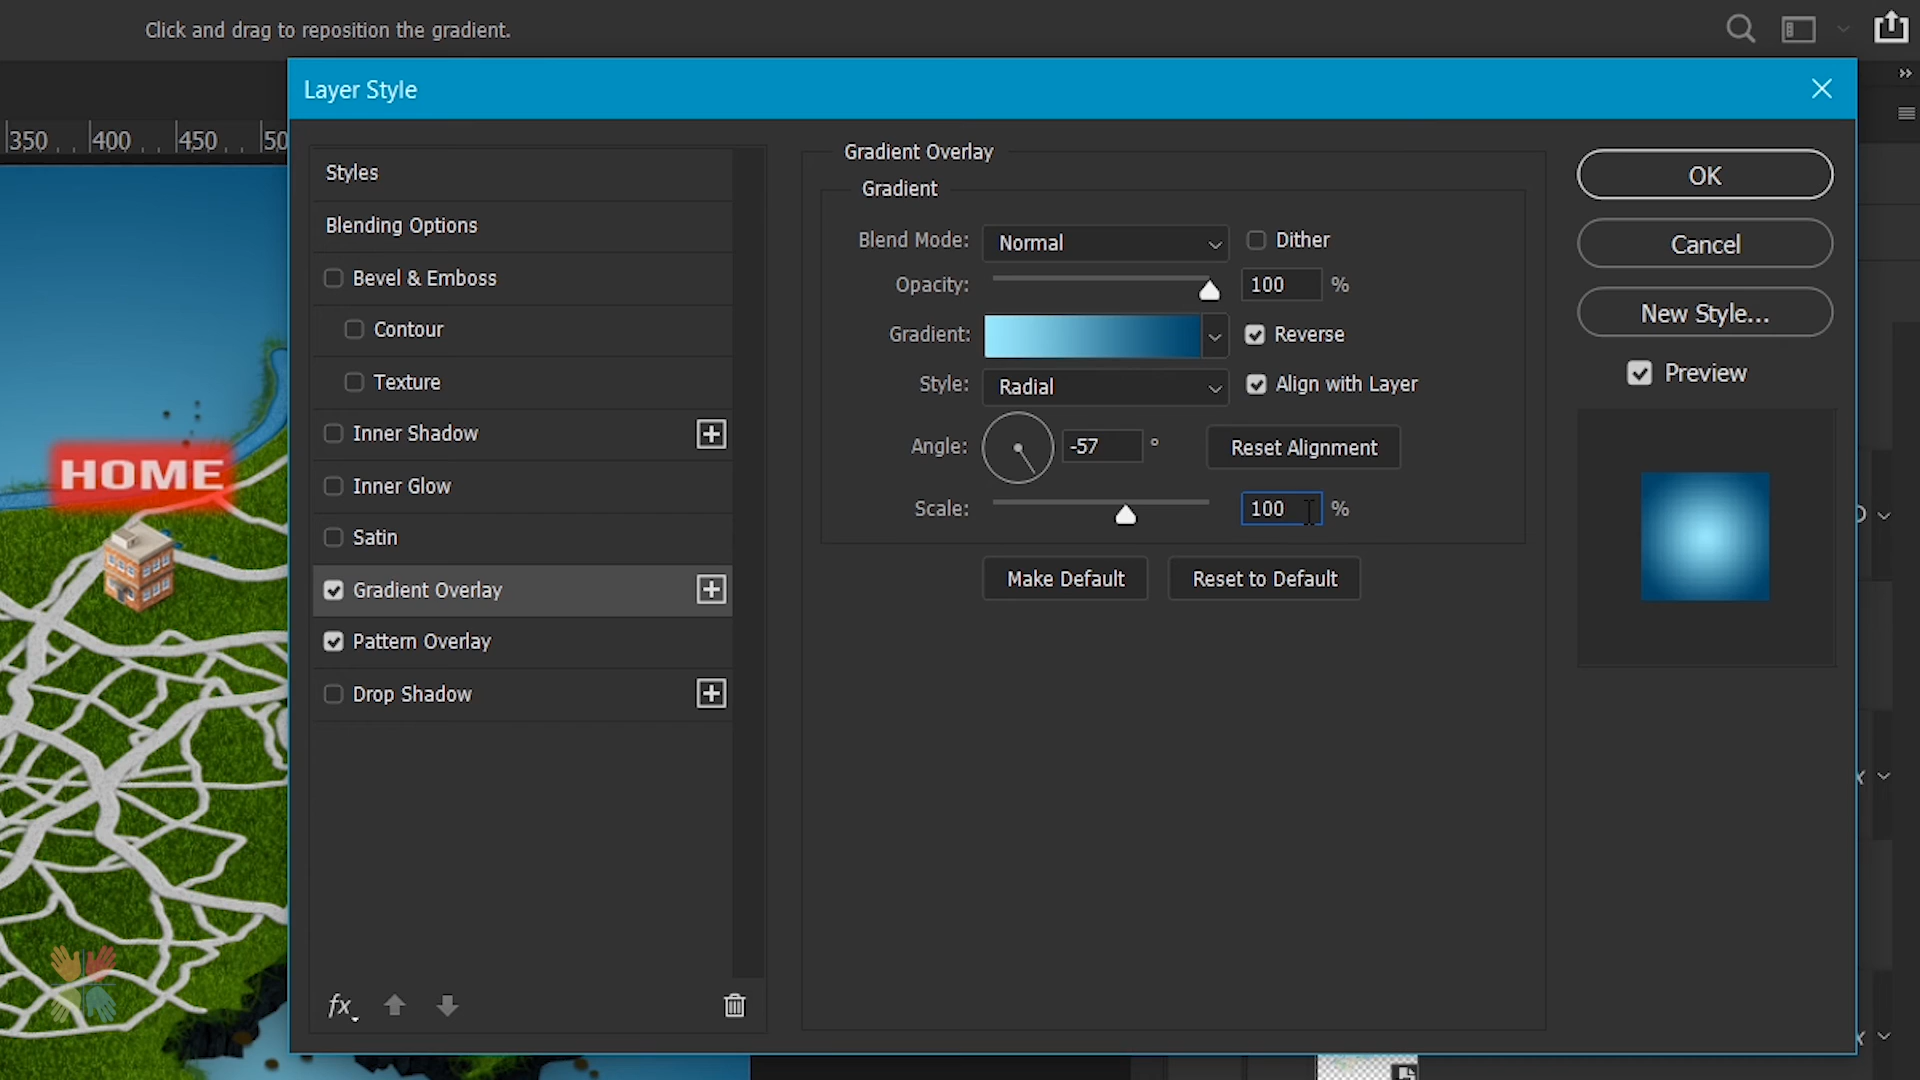 Click and drag to reposition the gradient.
Layer Style
350 400 450
HOME
Styles
Blending Options
Bevel & Emboss
Contour
Texture
Inner Shadow
Inner Glow
Satin
Gradient Overlay
Pattern Overlay
Drop Shadow
fx
Gradient Overlay
Gradient
Blend Mode: Normal Dither
Opacity: 100 %
Gradient: Reverse
Style: Radial Align with Layer
Angle: -57 ° Reset Alignment
Scale: 100 %
Make Default Reset to Default
OK
Cancel
New Style...
Preview